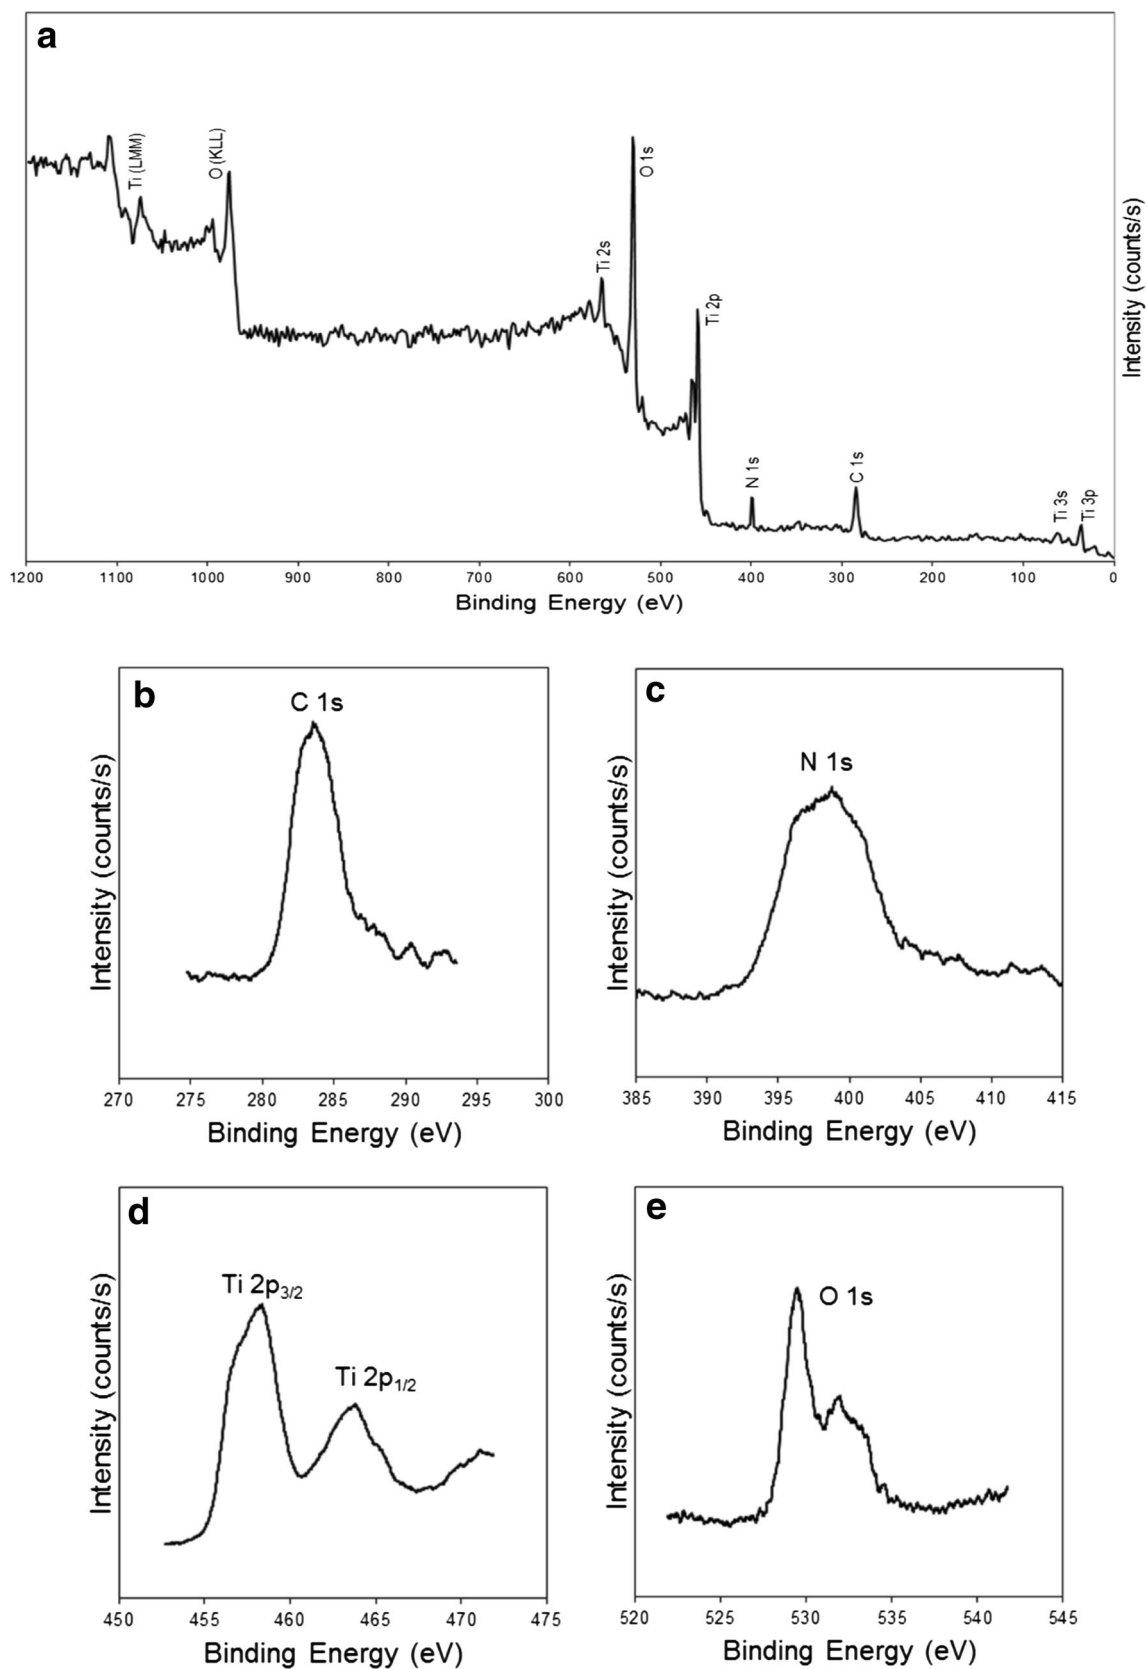 a
Ti (LMM)
O (KLL)
Ti 2s
O 1s
Ti 2p
N 1s
C 1s
Ti 3s
Ti 3p
Intensity (counts/s)
1200 1100 1000 900 800 700 600 500 400 300 200 100 0
Binding Energy (eV)
b
C 1s
Intensity (counts/s)
270 275 280 285 290 295 300
Binding Energy (eV)
c
N 1s
Intensity (counts/s)
385 390 395 400 405 410 415
Binding Energy (eV)
d
Ti 2p3/2
Ti 2p1/2
Intensity (counts/s)
450 455 460 465 470 475
Binding Energy (eV)
e
O 1s
Intensity (counts/s)
520 525 530 535 540 545
Binding Energy (eV)